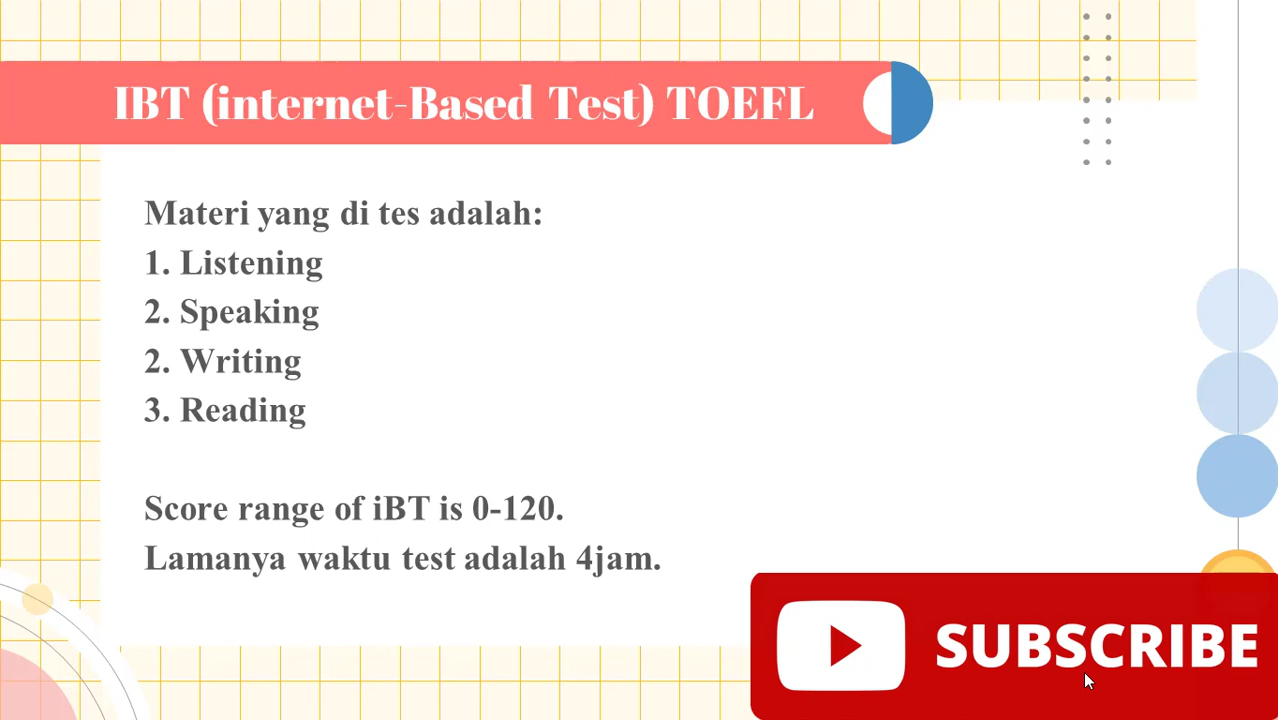 IBT (internet-Based Test) TOEFL
Materi yang di tes adalah:
1. Listening
2. Speaking
2. Writing
3. Reading
Score range of iBT is 0-120.
Lamanya waktu test adalah 4jam.
SUBSCRIBE